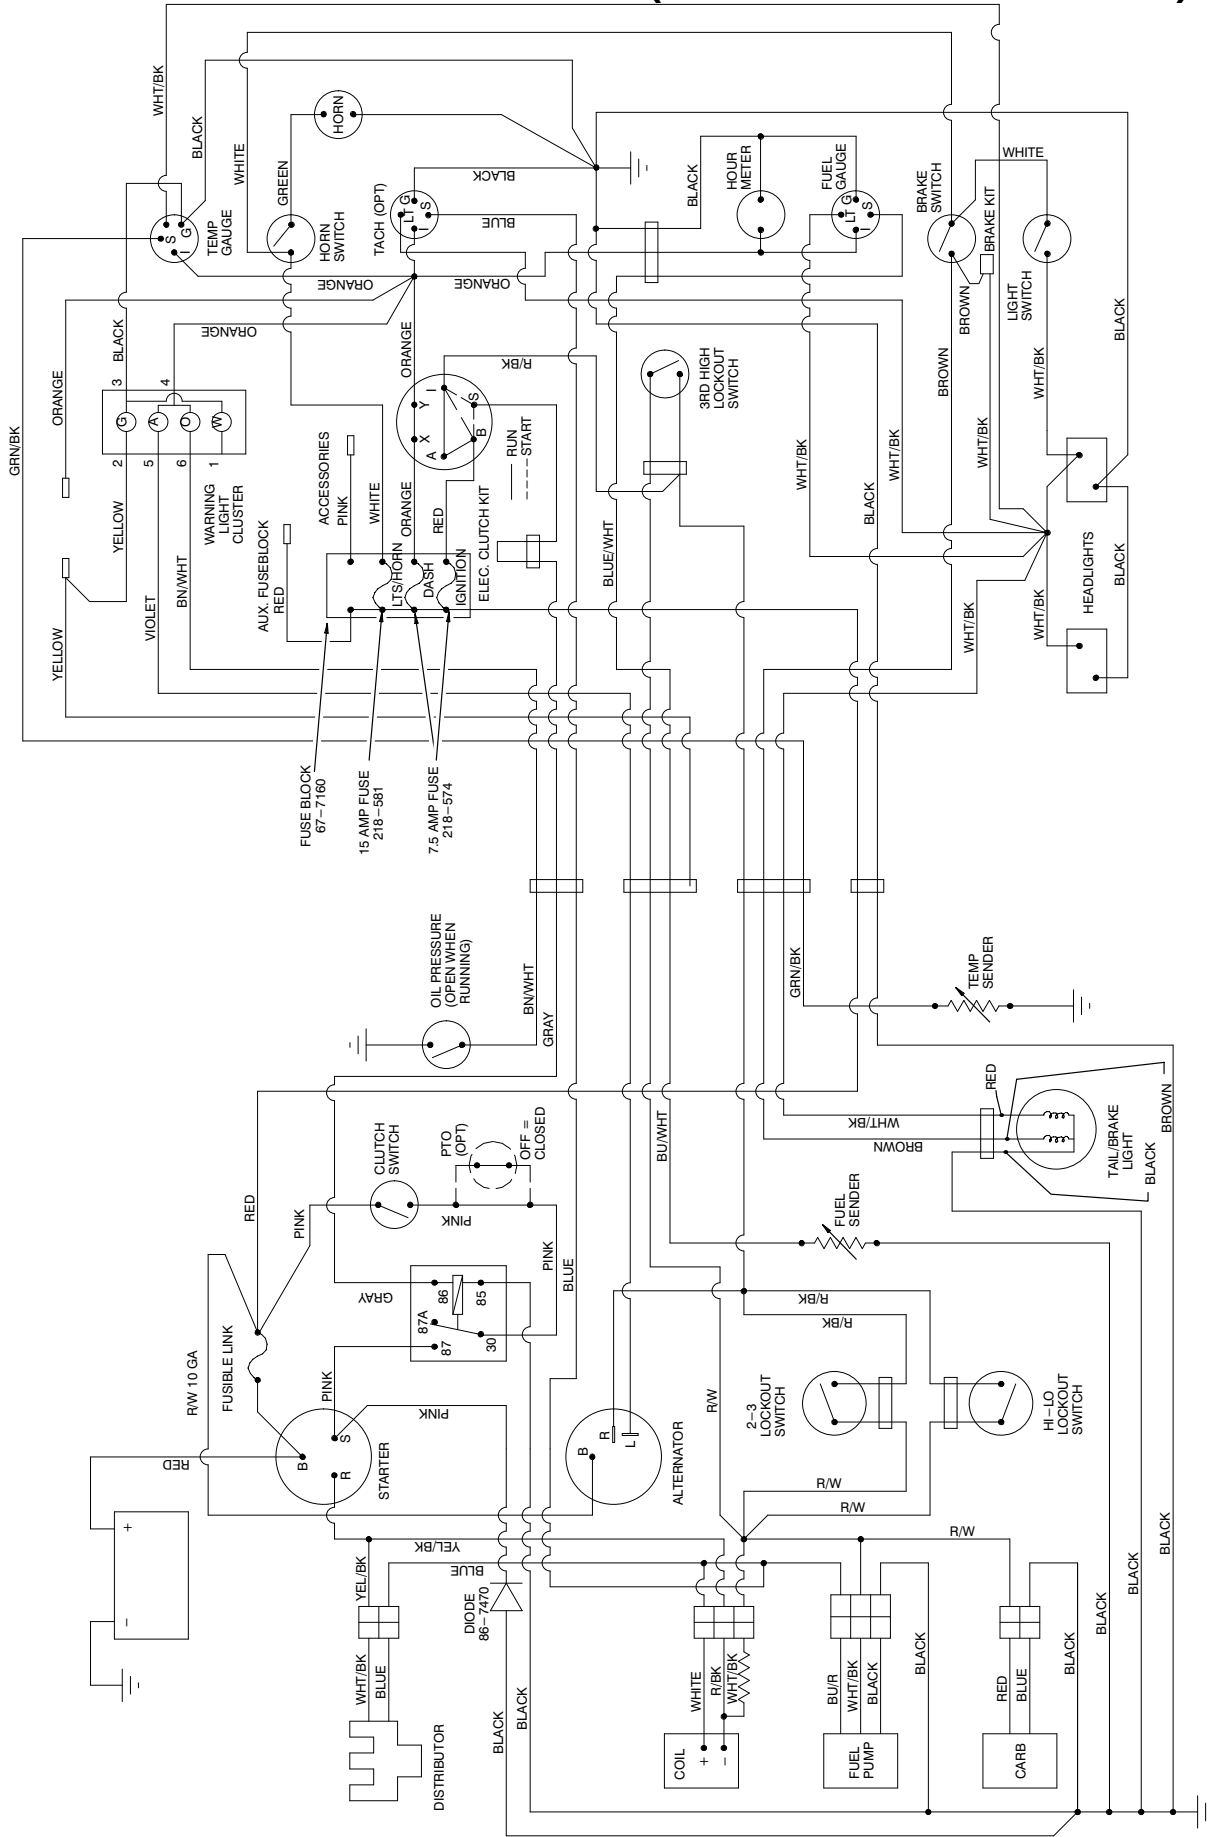 WHT/BK
BLACK
WHITE
GREEN
HORN
S
I
G
TEMP
GAUGE
HORN
SWITCH
ORANGE
TACH (OPT)
LT
G
I
S
BLACK
BLUE
ORANGE
BLACK
HOUR
METER
FUEL
GAUGE
LT
G
I
S
BRAKE
SWITCH
WHITE
BRAKE KIT
BROWN
LIGHT
SWITCH
BLACK
GRN/BK
ORANGE
BLACK
3
4
ORANGE
G
A
O
W
2
5
6
1
WARNING
LIGHT
CLUSTER
YELLOW
YELLOW
VIOLET
BN/WHT
AUX. FUSEBLOCK
RED
ACCESSORIES
PINK
WHITE
ORANGE
RED
ORANGE
R/BK
A
X
Y
I
B
S
RUN
START
ELEC. CLUTCH KIT
LTS/HORN
DASH
IGNITION
3RD HIGH
LOCKOUT
SWITCH
BLUE/WHT
WHT/BK
BLACK
WHT/BK
BROWN
WHT/BK
WHT/BK
BLACK
HEADLIGHTS
WHT/BK
WHT/BK
FUSE BLOCK
67-7160
15 AMP FUSE
218-581
7.5 AMP FUSE
218-574
OIL PRESSURE
(OPEN WHEN
RUNNING)
BN/WHT
GRAY
GRN/BK
TEMP
SENDER
RED
PINK
CLUTCH
SWITCH
PTO
(OPT)
OFF =
CLOSED
PINK
PINK
BLUE
BU/WHT
FUEL
SENDER
BROWN
WHT/BK
RED
TAIL/BRAKE
LIGHT
BLACK
BROWN
R/W 10 GA
FUSIBLE LINK
GRAY
87A
86
87
85
30
PINK
PINK
RED
B
S
R
STARTER
B
R
L
ALTERNATOR
R/W
R/BK
R/BK
2-3
LOCKOUT
SWITCH
HI-LO
LOCKOUT
SWITCH
R/W
R/W
R/W
+
-
YEL/BK
YEL/BK
BLUE
DIODE
86-7470
WHT/BK
BLUE
DISTRIBUTOR
BLACK
BLACK
WHITE
R/BK
WHT/BK
COIL
+
-
BU/R
WHT/BK
BLACK
BLACK
FUEL
PUMP
RED
BLUE
BLACK
CARB
BLACK
BLACK
BLACK